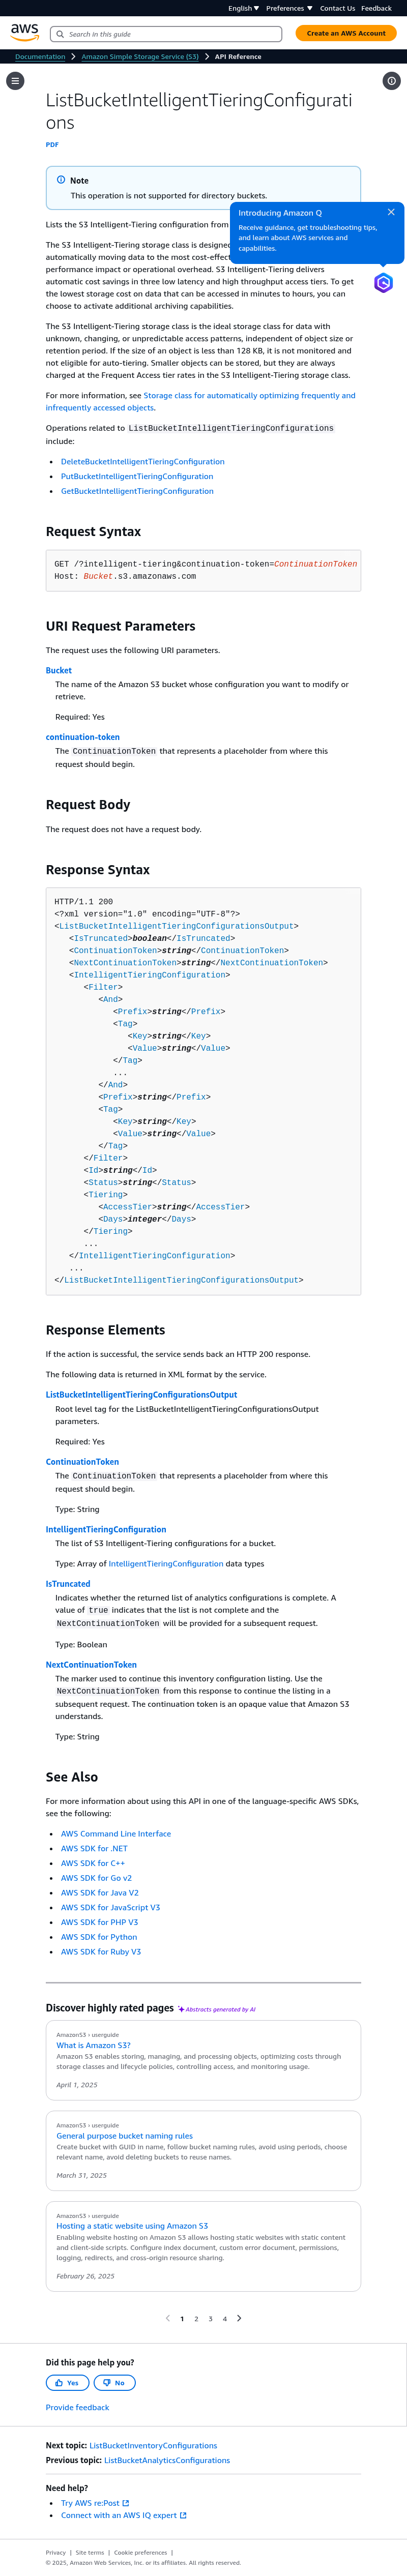 English Preferences Contact Us Feedback
aws
Search in this guide
Create an AWS Account
Documentation Amazon Simple Storage Service (S3) API Reference
ListBucketIntelligentTieringConfigurati
ons
PDF
Note
This operation is not supported for directory buckets.
Introducing Amazon Q
Receive guidance, get troubleshooting tips,
and learn about AWS services and
capabilities.
Lists the S3 Intelligent-Tiering configuration from
The S3 Intelligent-Tiering storage class is designed
automatically moving data to the most cost-effect
performance impact or operational overhead. S3 Intelligent-Tiering delivers
automatic cost savings in three low latency and high throughput access tiers. To get
the lowest storage cost on data that can be accessed in minutes to hours, you can
choose to activate additional archiving capabilities.
The S3 Intelligent-Tiering storage class is the ideal storage class for data with
unknown, changing, or unpredictable access patterns, independent of object size or
retention period. If the size of an object is less than 128 KB, it is not monitored and
not eligible for auto-tiering. Smaller objects can be stored, but they are always
charged at the Frequent Access tier rates in the S3 Intelligent-Tiering storage class.
For more information, see Storage class for automatically optimizing frequently and
infrequently accessed objects.
Operations related to ListBucketIntelligentTieringConfigurations
include:
• DeleteBucketIntelligentTieringConfiguration
• PutBucketIntelligentTieringConfiguration
• GetBucketIntelligentTieringConfiguration
Request Syntax
GET /?intelligent-tiering&continuation-token=ContinuationToken
Host: Bucket.s3.amazonaws.com
URI Request Parameters
The request uses the following URI parameters.
Bucket
The name of the Amazon S3 bucket whose configuration you want to modify or
retrieve.
Required: Yes
continuation-token
The ContinuationToken that represents a placeholder from where this
request should begin.
Request Body
The request does not have a request body.
Response Syntax
HTTP/1.1 200
<?xml version="1.0" encoding="UTF-8"?>
<ListBucketIntelligentTieringConfigurationsOutput>
<IsTruncated>boolean</IsTruncated>
<ContinuationToken>string</ContinuationToken>
<NextContinuationToken>string</NextContinuationToken>
<IntelligentTieringConfiguration>
<Filter>
<And>
<Prefix>string</Prefix>
<Tag>
<Key>string</Key>
<Value>string</Value>
</Tag>
...
</And>
<Prefix>string</Prefix>
<Tag>
<Key>string</Key>
<Value>string</Value>
</Tag>
</Filter>
<Id>string</Id>
<Status>string</Status>
<Tiering>
<AccessTier>string</AccessTier>
<Days>integer</Days>
</Tiering>
...
</IntelligentTieringConfiguration>
...
</ListBucketIntelligentTieringConfigurationsOutput>
Response Elements
If the action is successful, the service sends back an HTTP 200 response.
The following data is returned in XML format by the service.
ListBucketIntelligentTieringConfigurationsOutput
Root level tag for the ListBucketIntelligentTieringConfigurationsOutput
parameters.
Required: Yes
ContinuationToken
The ContinuationToken that represents a placeholder from where this
request should begin.
Type: String
IntelligentTieringConfiguration
The list of S3 Intelligent-Tiering configurations for a bucket.
Type: Array of IntelligentTieringConfiguration data types
IsTruncated
Indicates whether the returned list of analytics configurations is complete. A
value of true indicates that the list is not complete and the
NextContinuationToken will be provided for a subsequent request.
Type: Boolean
NextContinuationToken
The marker used to continue this inventory configuration listing. Use the
NextContinuationToken from this response to continue the listing in a
subsequent request. The continuation token is an opaque value that Amazon S3
understands.
Type: String
See Also
For more information about using this API in one of the language-specific AWS SDKs,
see the following:
• AWS Command Line Interface
• AWS SDK for .NET
• AWS SDK for C++
• AWS SDK for Go v2
• AWS SDK for Java V2
• AWS SDK for JavaScript V3
• AWS SDK for PHP V3
• AWS SDK for Python
• AWS SDK for Ruby V3
Discover highly rated pages Abstracts generated by AI
AmazonS3 › userguide
What is Amazon S3?
Amazon S3 enables storing, managing, and processing objects, optimizing costs through
storage classes and lifecycle policies, controlling access, and monitoring usage.
April 1, 2025
AmazonS3 › userguide
General purpose bucket naming rules
Create bucket with GUID in name, follow bucket naming rules, avoid using periods, choose
relevant name, avoid deleting buckets to reuse names.
March 31, 2025
AmazonS3 › userguide
Hosting a static website using Amazon S3
Enabling website hosting on Amazon S3 allows hosting static websites with static content
and client-side scripts. Configure index document, custom error document, permissions,
logging, redirects, and cross-origin resource sharing.
February 26, 2025
1 2 3 4
Did this page help you?
Yes No
Provide feedback
Next topic: ListBucketInventoryConfigurations
Previous topic: ListBucketAnalyticsConfigurations
Need help?
• Try AWS re:Post
• Connect with an AWS IQ expert
Privacy | Site terms | Cookie preferences |
© 2025, Amazon Web Services, Inc. or its affiliates. All rights reserved.